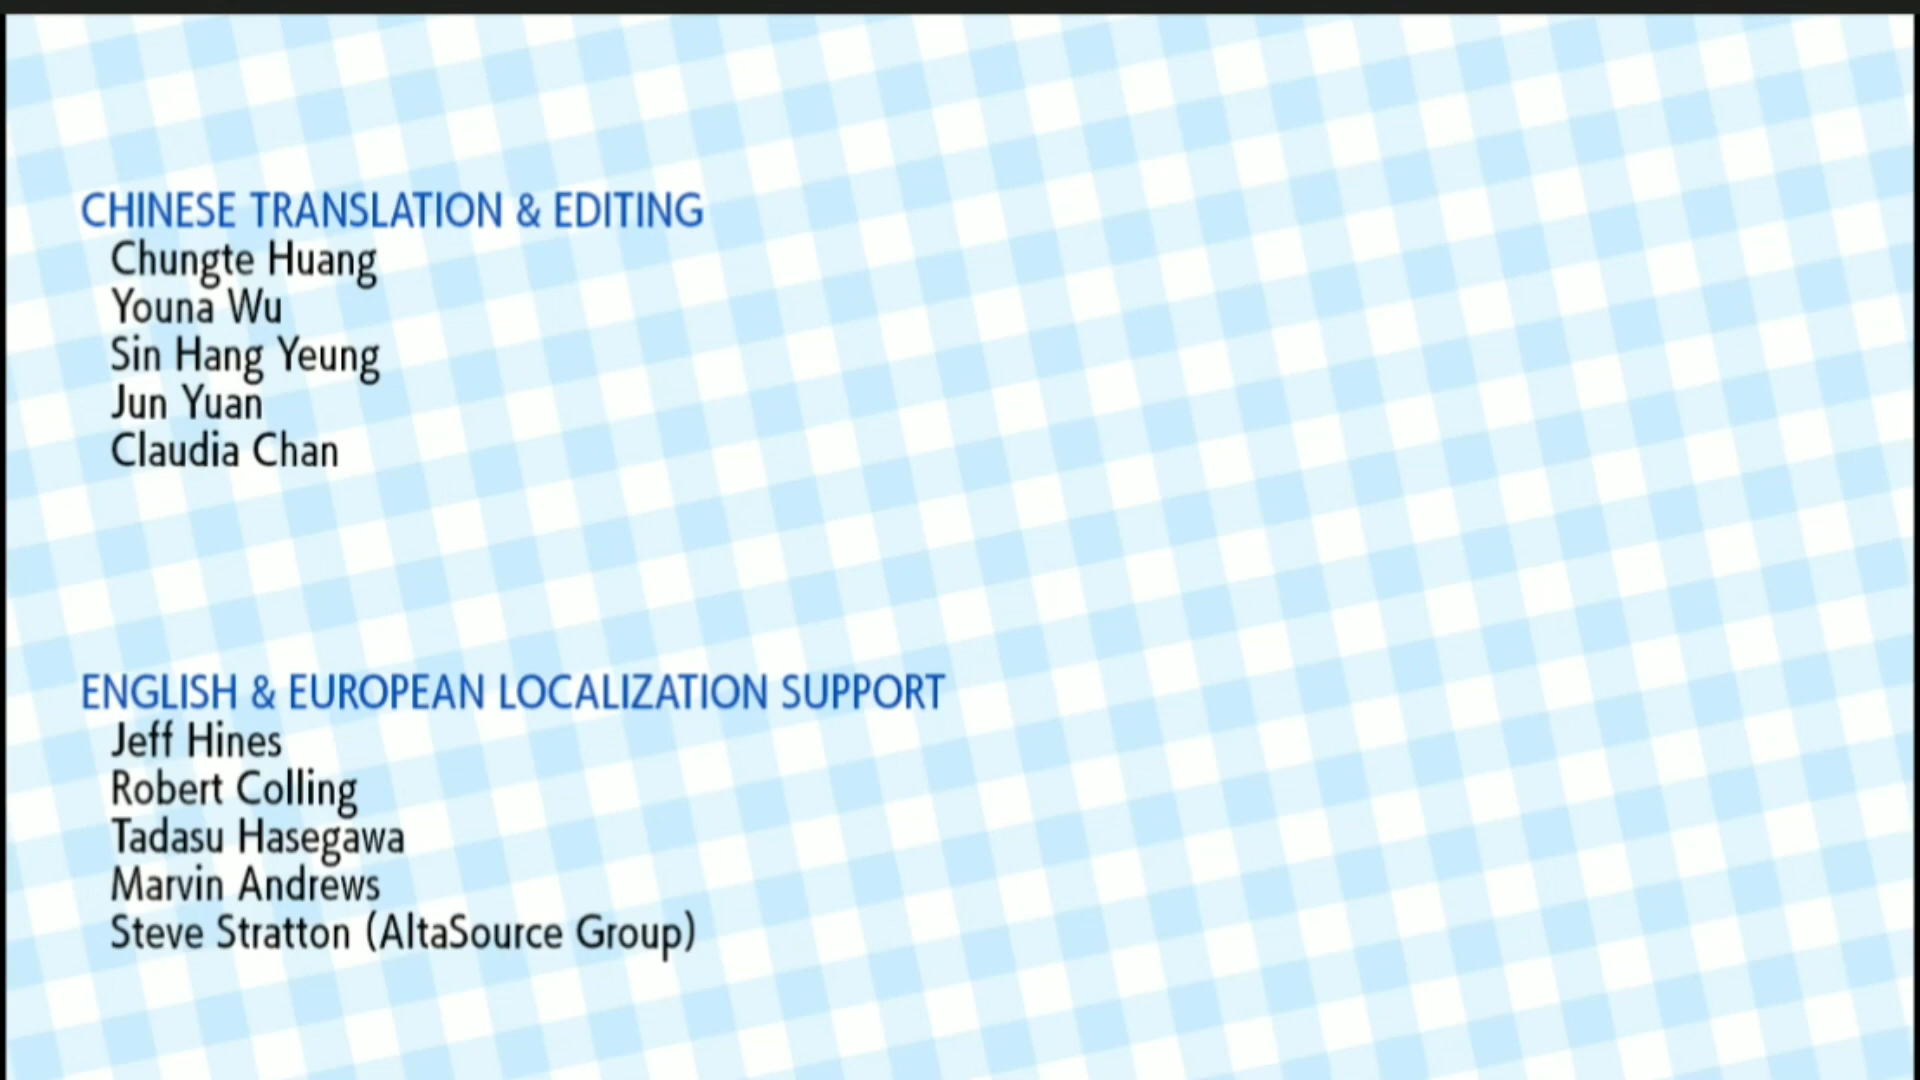 CHINESE TRANSLATION & EDITING
Chungte Huang
Youna Wu
Sin Hang Yeung
Jun Yuan
Claudia Chan
ENGLISH & EUROPEAN LOCALIZATION SUPPORT
Jeff Hines
Robert Colling
Tadasu Hasegawa
Marvin Andrews
Steve Stratton (AltaSource Group)